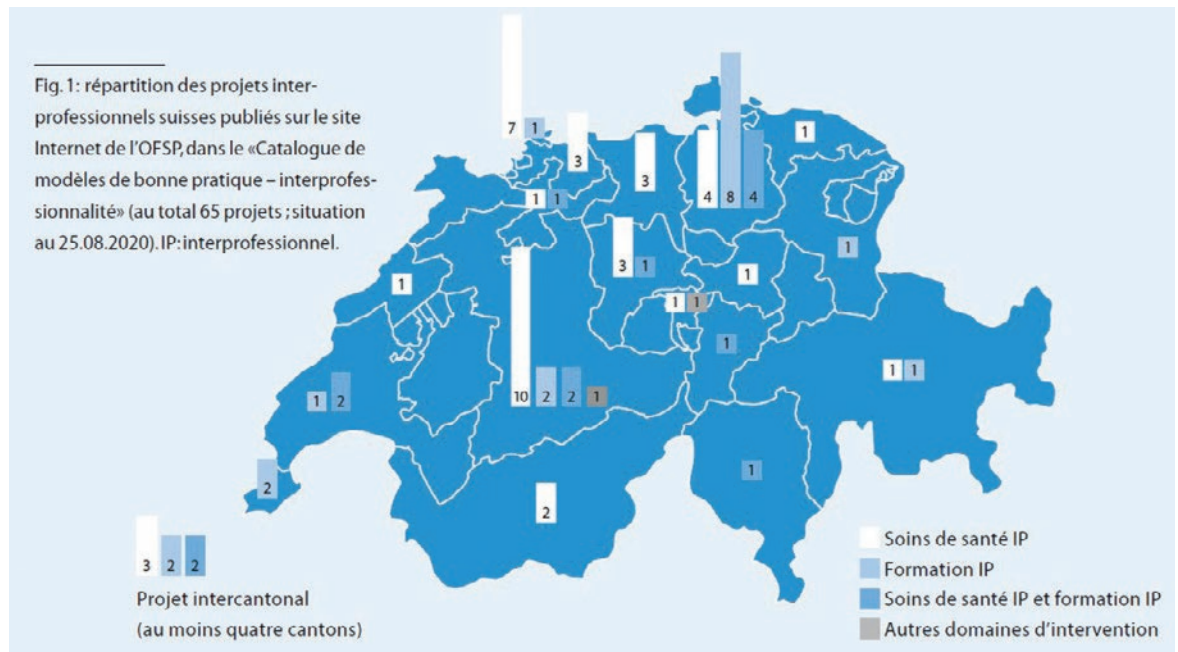 Fig. 1: répartition des projets inter-
professionnels suisses publiés sur le site
Internet de l'OFSP, dans le «Catalogue de
modèles de bonne pratique – interprofes-
sionnalité» (au total 65 projets ; situation
au 25.08.2020). IP: interprofessionnel.
7 1
3
3
4 8 4
1
1 1
1
3 1
1
1
1 1
1
1 1
10 2 2 1
1 2
1
2
2
3 2 2
Projet intercantonal
(au moins quatre cantons)
Soins de santé IP
Formation IP
Soins de santé IP et formation IP
Autres domaines d'intervention